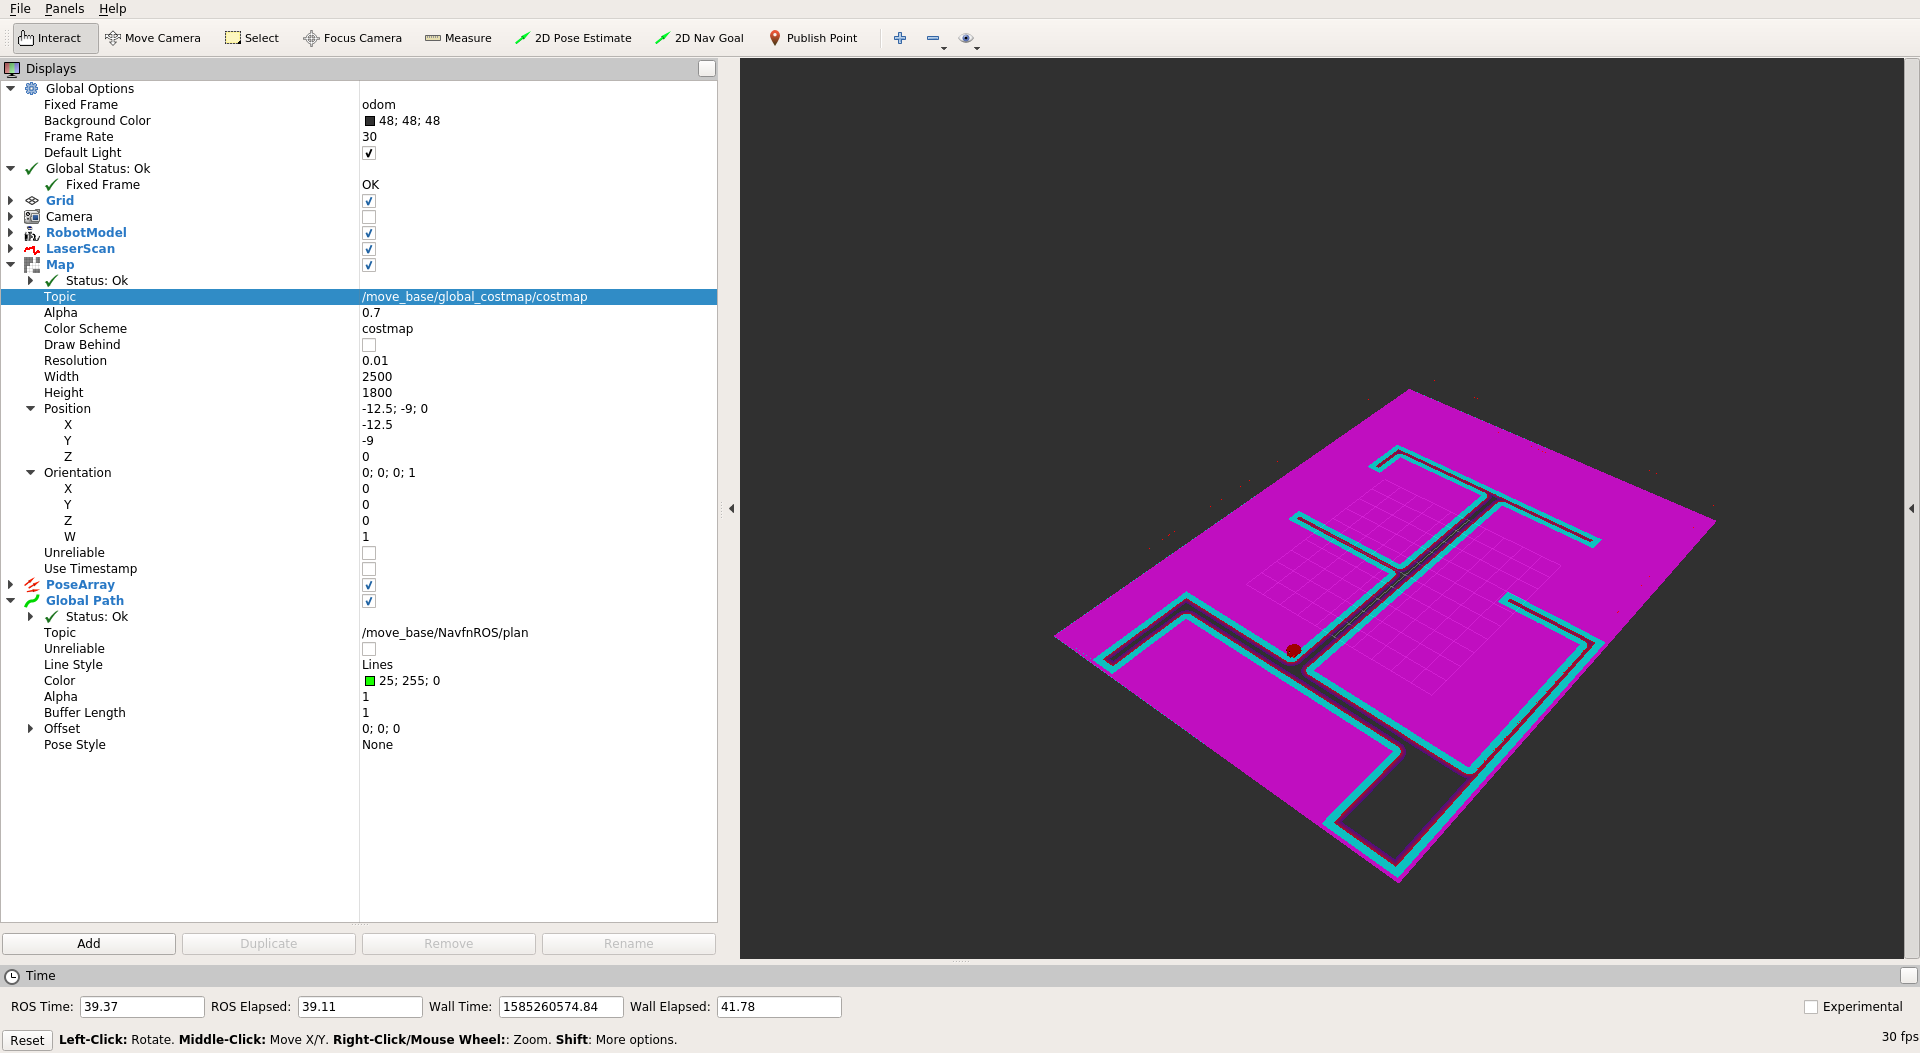 File Panels Help
Interact Move Camera Select Focus Camera Measure 2D Pose Estimate 2D Nav Goal Publish Point
Displays
Global Options
Fixed Frame odom
Background Color 48; 48; 48
Frame Rate 30
Default Light
Global Status: Ok
Fixed Frame OK
Grid
Camera
RobotModel
LaserScan
Map
Status: Ok
Topic /move_base/global_costmap/costmap
Alpha 0.7
Color Scheme costmap
Draw Behind
Resolution 0.01
Width 2500
Height 1800
Position -12.5; -9; 0
X -12.5
Y -9
Z 0
Orientation 0; 0; 0; 1
X 0
Y 0
Z 0
W 1
Unreliable
Use Timestamp
PoseArray
Global Path
Status: Ok
Topic /move_base/NavfnROS/plan
Unreliable
Line Style Lines
Color 25; 255; 0
Alpha 1
Buffer Length 1
Offset 0; 0; 0
Pose Style None
Add Duplicate Remove Rename
Time
ROS Time: 39.37 ROS Elapsed: 39.11 Wall Time: 1585260574.84 Wall Elapsed: 41.78 Experimental
Reset Left-Click: Rotate. Middle-Click: Move X/Y. Right-Click/Mouse Wheel:: Zoom. Shift: More options. 30 fps